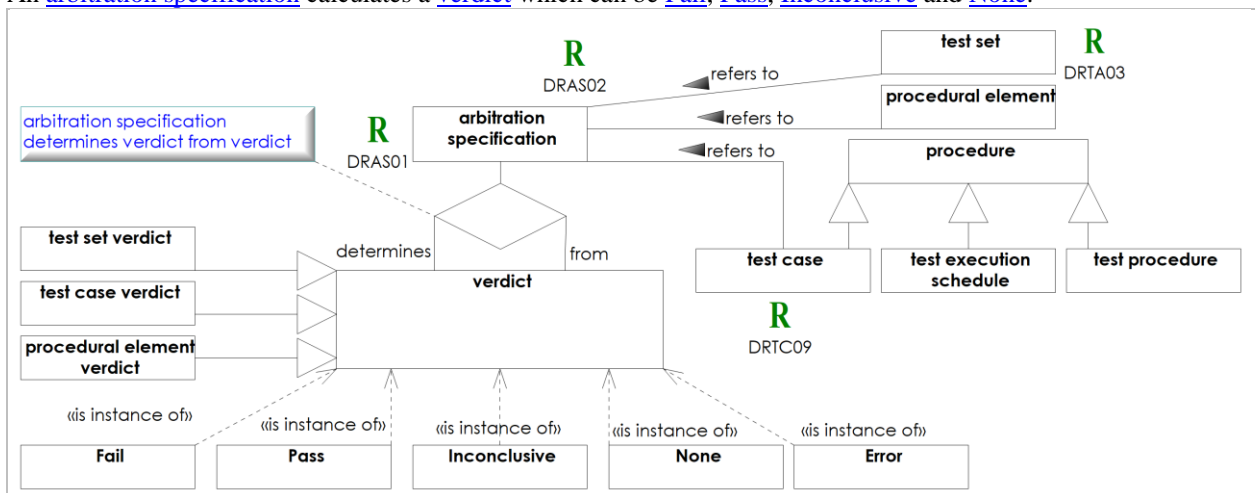 An arbitration specification calculates a verdict which can be Fail, Pass, Inconclusive and None.
test set
R
DRTA03
R
DRAS02
refers to
procedural element
arbitration specification
determines verdict from verdict
R
DRAS01
arbitration
specification
refers to
refers to
procedure
test set verdict
determines
from
test case
test execution
schedule
test procedure
test case verdict
verdict
R
DRTC09
procedural element
verdict
«is instance of»
«is instance of»
«is instance of»
«is instance of»
«is instance of»
Fail
Pass
Inconclusive
None
Error